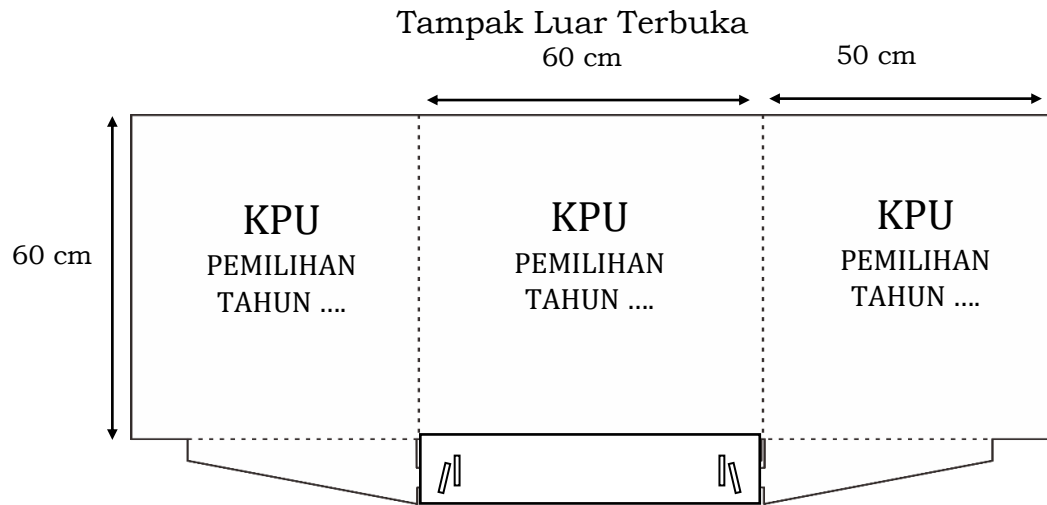 Tampak Luar Terbuka
60 cm
50 cm
60 cm
KPU
PEMILIHAN
TAHUN ....
KPU
PEMILIHAN
TAHUN ....
KPU
PEMILIHAN
TAHUN ....